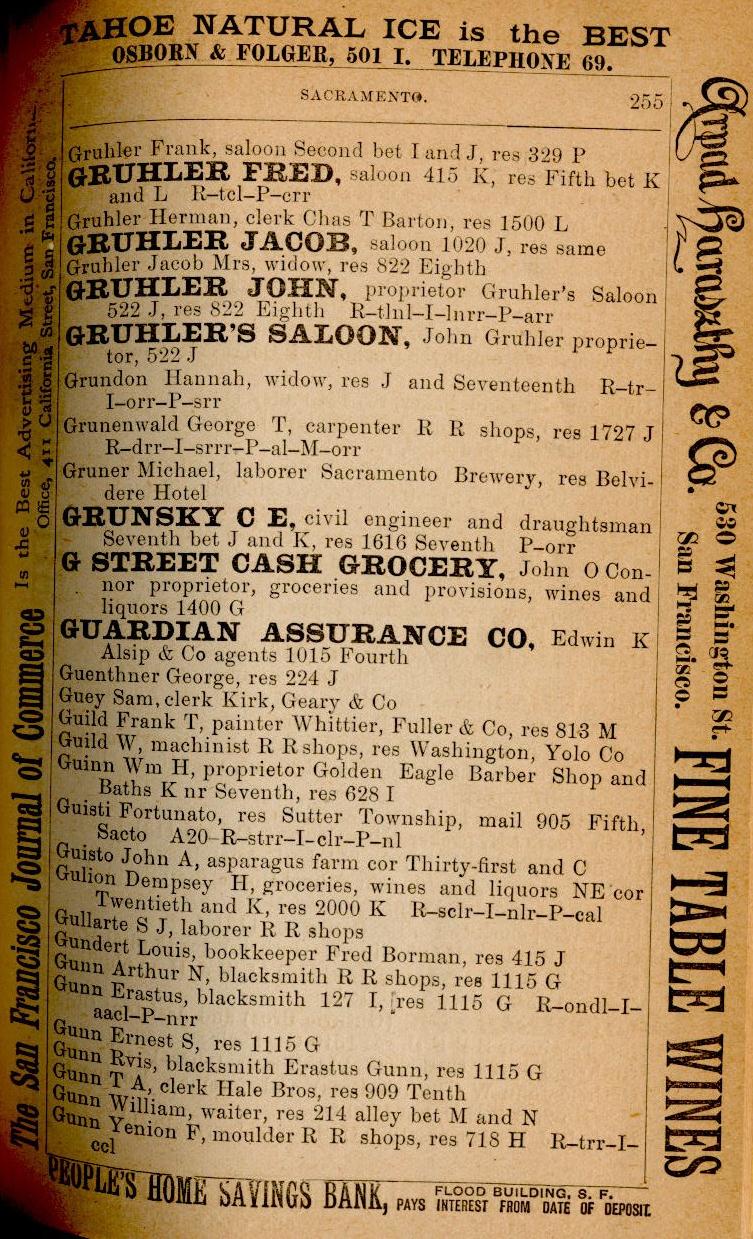 TAHOE NATURAL ICE is the BEST
OSBORN & FOLGER, 501 I. TELEPHONE 69.
SACRAMENTO. 255
Gruhler Frank, saloon Second bet I and J, res 329 P
GRUHLER FRED, saloon 415 K, res Fifth bet K
and L R-tcl-P-crr
Gruhler Herman, clerk Chas T Barton, res 1500 L
GRUHLER JACOB, saloon 1020 J, res same
Gruhler Jacob Mrs, widow, res 822 Eighth
GRUHLER JOHN, proprietor Gruhler's Saloon
522 J, res 822 Eighth R-tlnl-I-lnrr-P-arr
GRUHLER'S SALOON, John Gruhler proprie-
tor, 522 J
Grundon Hannah, widow, res J and Seventeenth R-tr-
I-orr-P-srr
Grunenwald George T, carpenter R R shops, res 1727 J
R-drr-I-srrr-P-al-M-orr
Gruner Michael, laborer Sacramento Brewery, res Belvi-
dere Hotel
GRUNSKY C E, civil engineer and draughtsman
Seventh bet J and K, res 1616 Seventh P-orr
G STREET CASH GROCERY, John O Con-
nor proprietor, groceries and provisions, wines and
liquors 1400 G
GUARDIAN ASSURANCE CO, Edwin K
Alsip & Co agents 1015 Fourth
Guenthner George, res 224 J
Guey Sam, clerk Kirk, Geary & Co
Guild Frank T, painter Whittier, Fuller & Co, res 813 M
Guild W, machinist R R shops, res Washington, Yolo Co
Guinn Wm H, proprietor Golden Eagle Barber Shop and
Baths K nr Seventh, res 628 I
Guisti Fortunato, res Sutter Township, mail 905 Fifth,
Sacto A20-R-strr-I-clr-P-nl
Guisto John A, asparagus farm cor Thirty-first and C
Gulion Dempsey H, groceries, wines and liquors NE cor
Twentieth and K, res 2000 K R-sclr-I-nlr-P-cal
Gullarte S J, laborer R R shops
Gundert Louis, bookkeeper Fred Borman, res 415 J
Gunn Arthur N, blacksmith R R shops, res 1115 G
Gunn Erastus, blacksmith 127 I, res 1115 G R-ondl-I-
aacl-P-nrr
Gunn Ernest S, res 1115 G
Gunn Rvis, blacksmith Erastus Gunn, res 1115 G
Gunn T A, clerk Hale Bros, res 909 Tenth
Gunn William, waiter, res 214 alley bet M and N
Gunn Yenion F, moulder R R shops, res 718 H R-trr-I-
ccl
PEOPLE'S HOME SAVINGS BANK, PAYS INTEREST FROM DATE OF DEPOSIT.
FLOOD BUILDING, S. F.
The San Francisco Journal of Commerce Is the Best Advertising Medium in
Office, 411 California Street, San Francisco.
Arpad Haraszthy & Co. 530 Washington St.
San Francisco.
FINE TABLE WINES